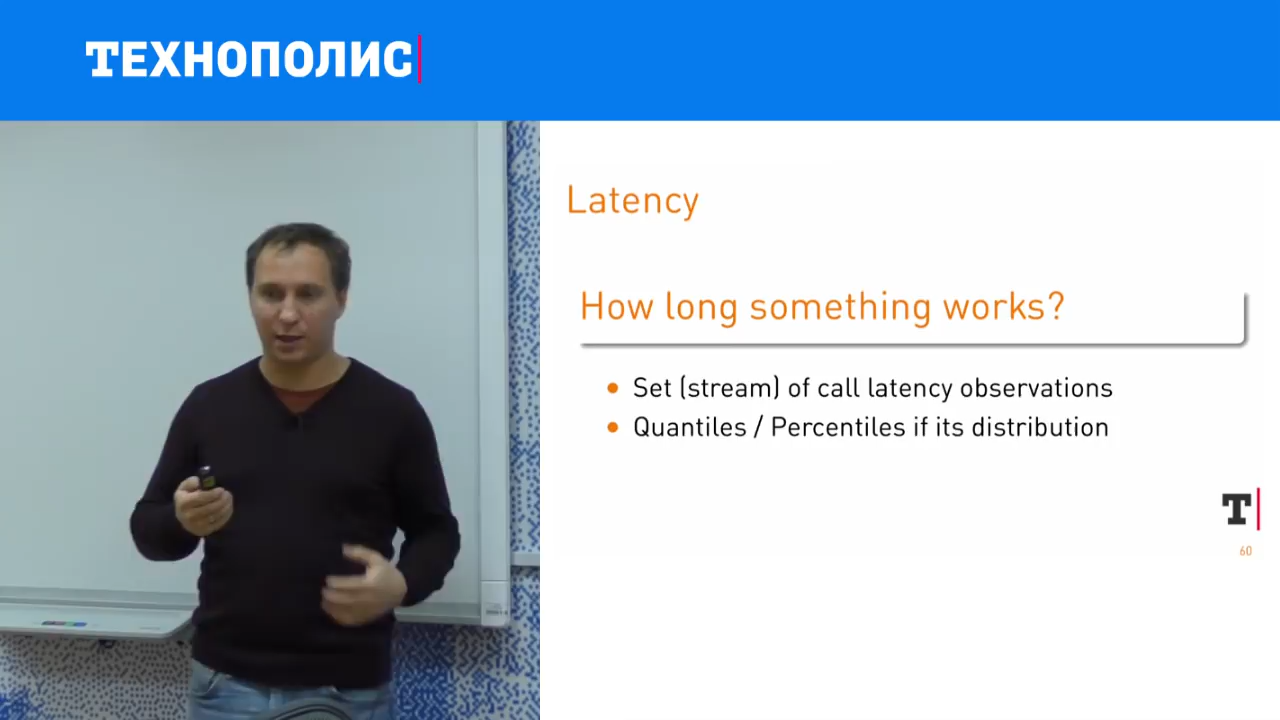 ТЕХНОПОЛИС
Latency
How long something works?
• Set (stream) of call latency observations
• Quantiles / Percentiles if its distribution
T
60